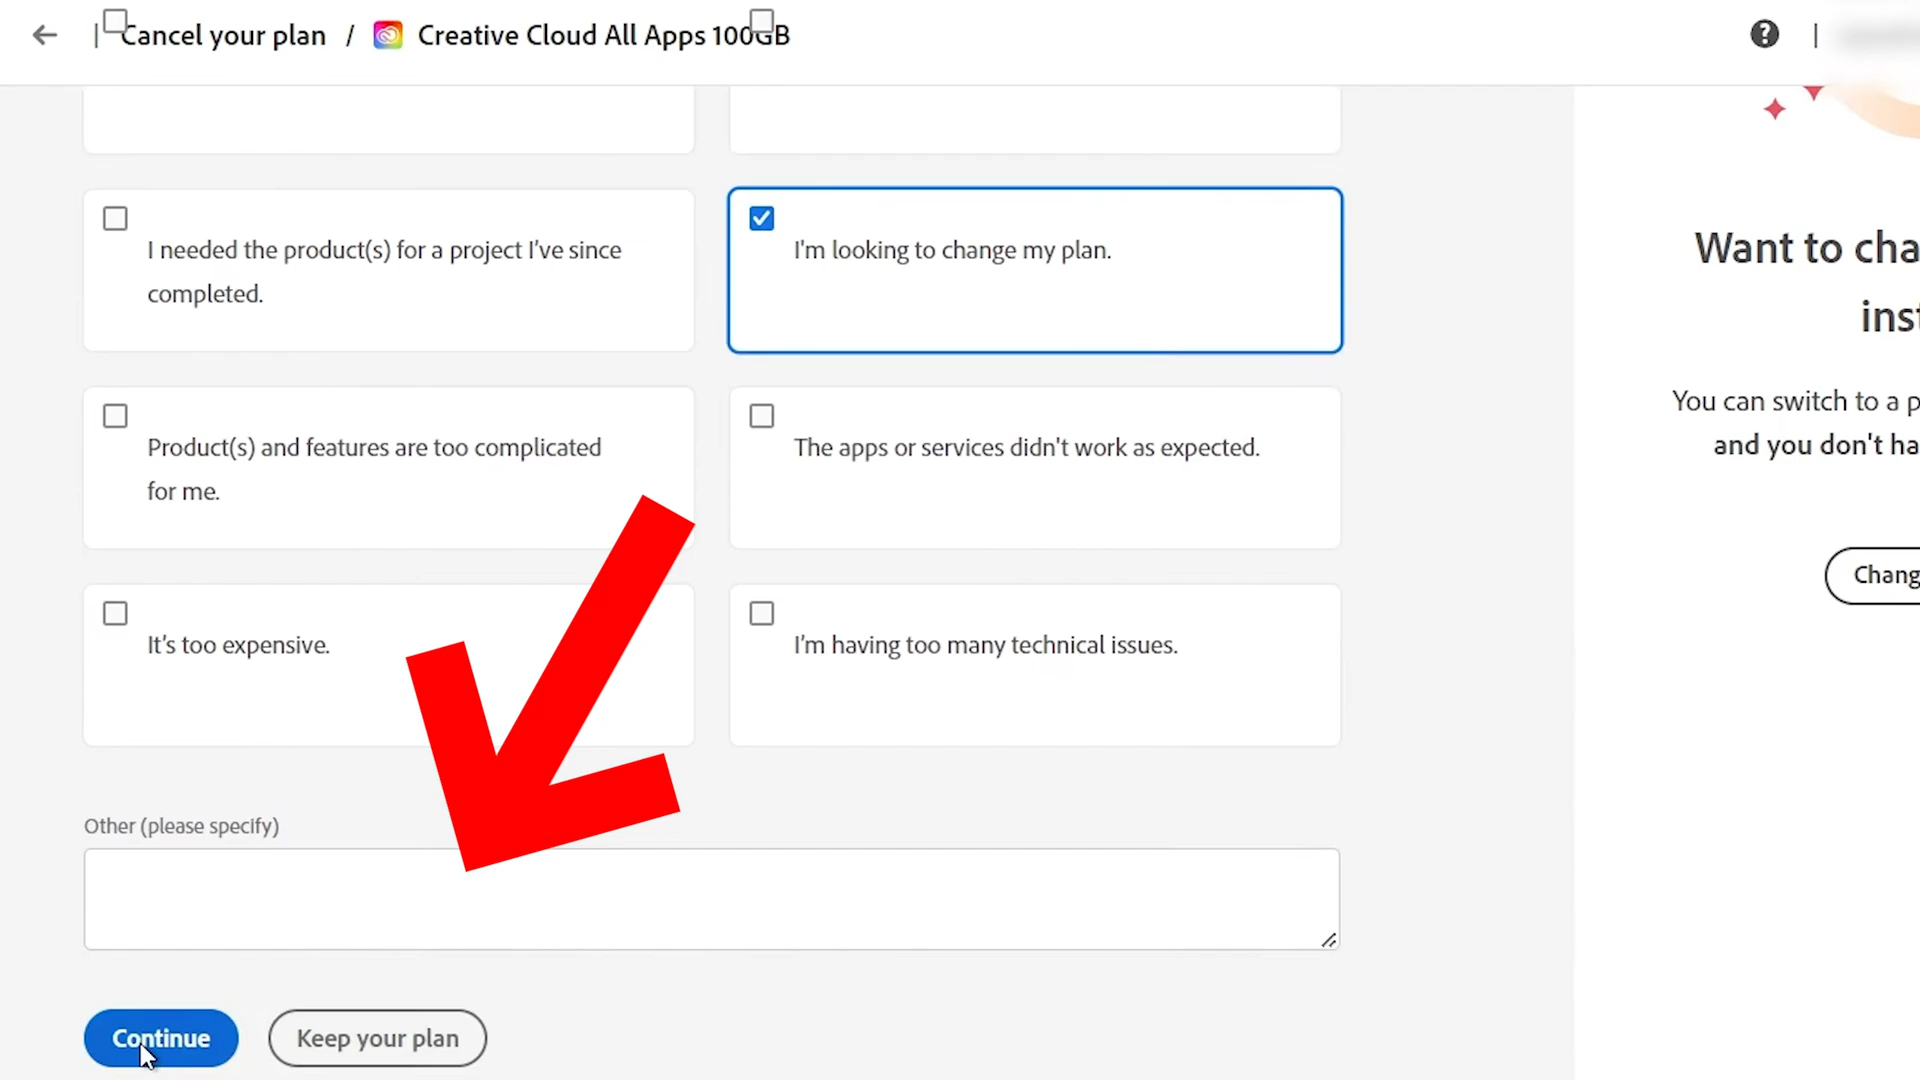 Cancel your plan / Creative Cloud All Apps 100GB
I needed the product(s) for a project I've since
completed.
I'm looking to change my plan.
Product(s) and features are too complicated
for me.
The apps or services didn't work as expected.
It's too expensive.
I'm having too many technical issues.
Other (please specify)
Continue
Keep your plan
Want to cha
inst
You can switch to a p
and you don't ha
Chang